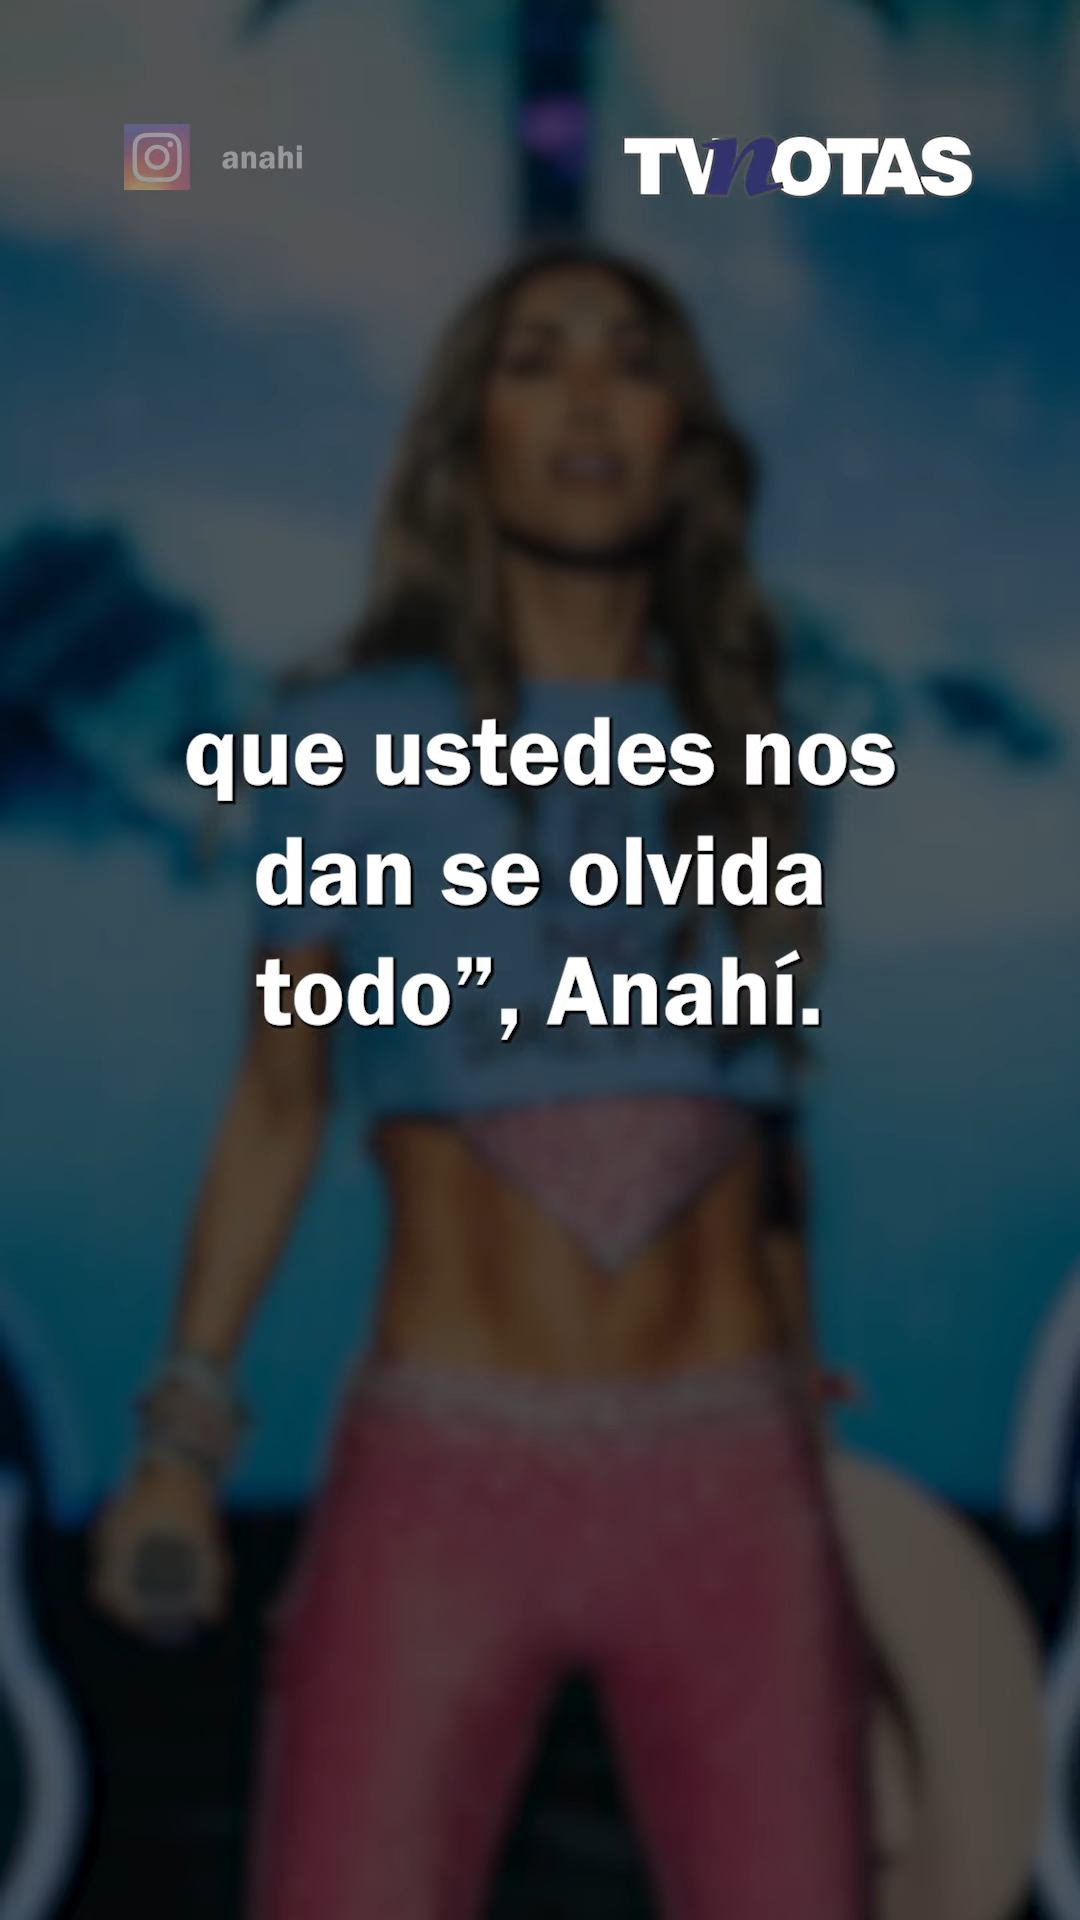 anahi
TVnOTAS
que ustedes nos
dan se olvida
todo”, Anahí.